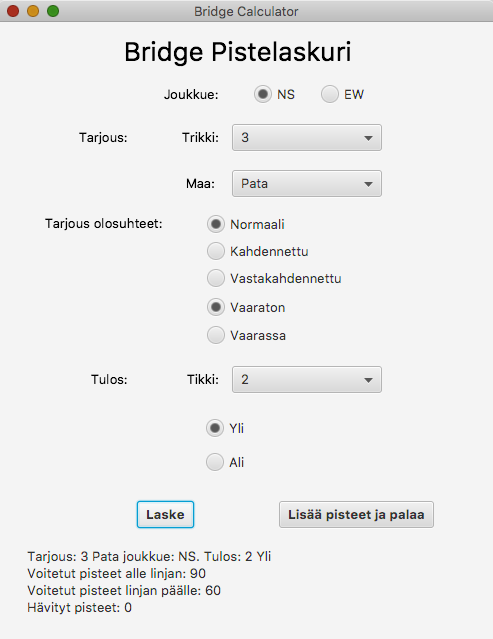 Bridge Calculator
Bridge Pistelaskuri
Joukkue: NS EW
Tarjous: Trikki: 3
Maa: Pata
Tarjous olosuhteet: Normaali
Kahdennettu
Vastakahdennettu
Vaaraton
Vaarassa
Tulos: Tikki: 2
Yli
Ali
Laske Lisää pisteet ja palaa
Tarjous: 3 Pata joukkue: NS. Tulos: 2 Yli
Voitetut pisteet alle linjan: 90
Voitetut pisteet linjan päälle: 60
Hävityt pisteet: 0